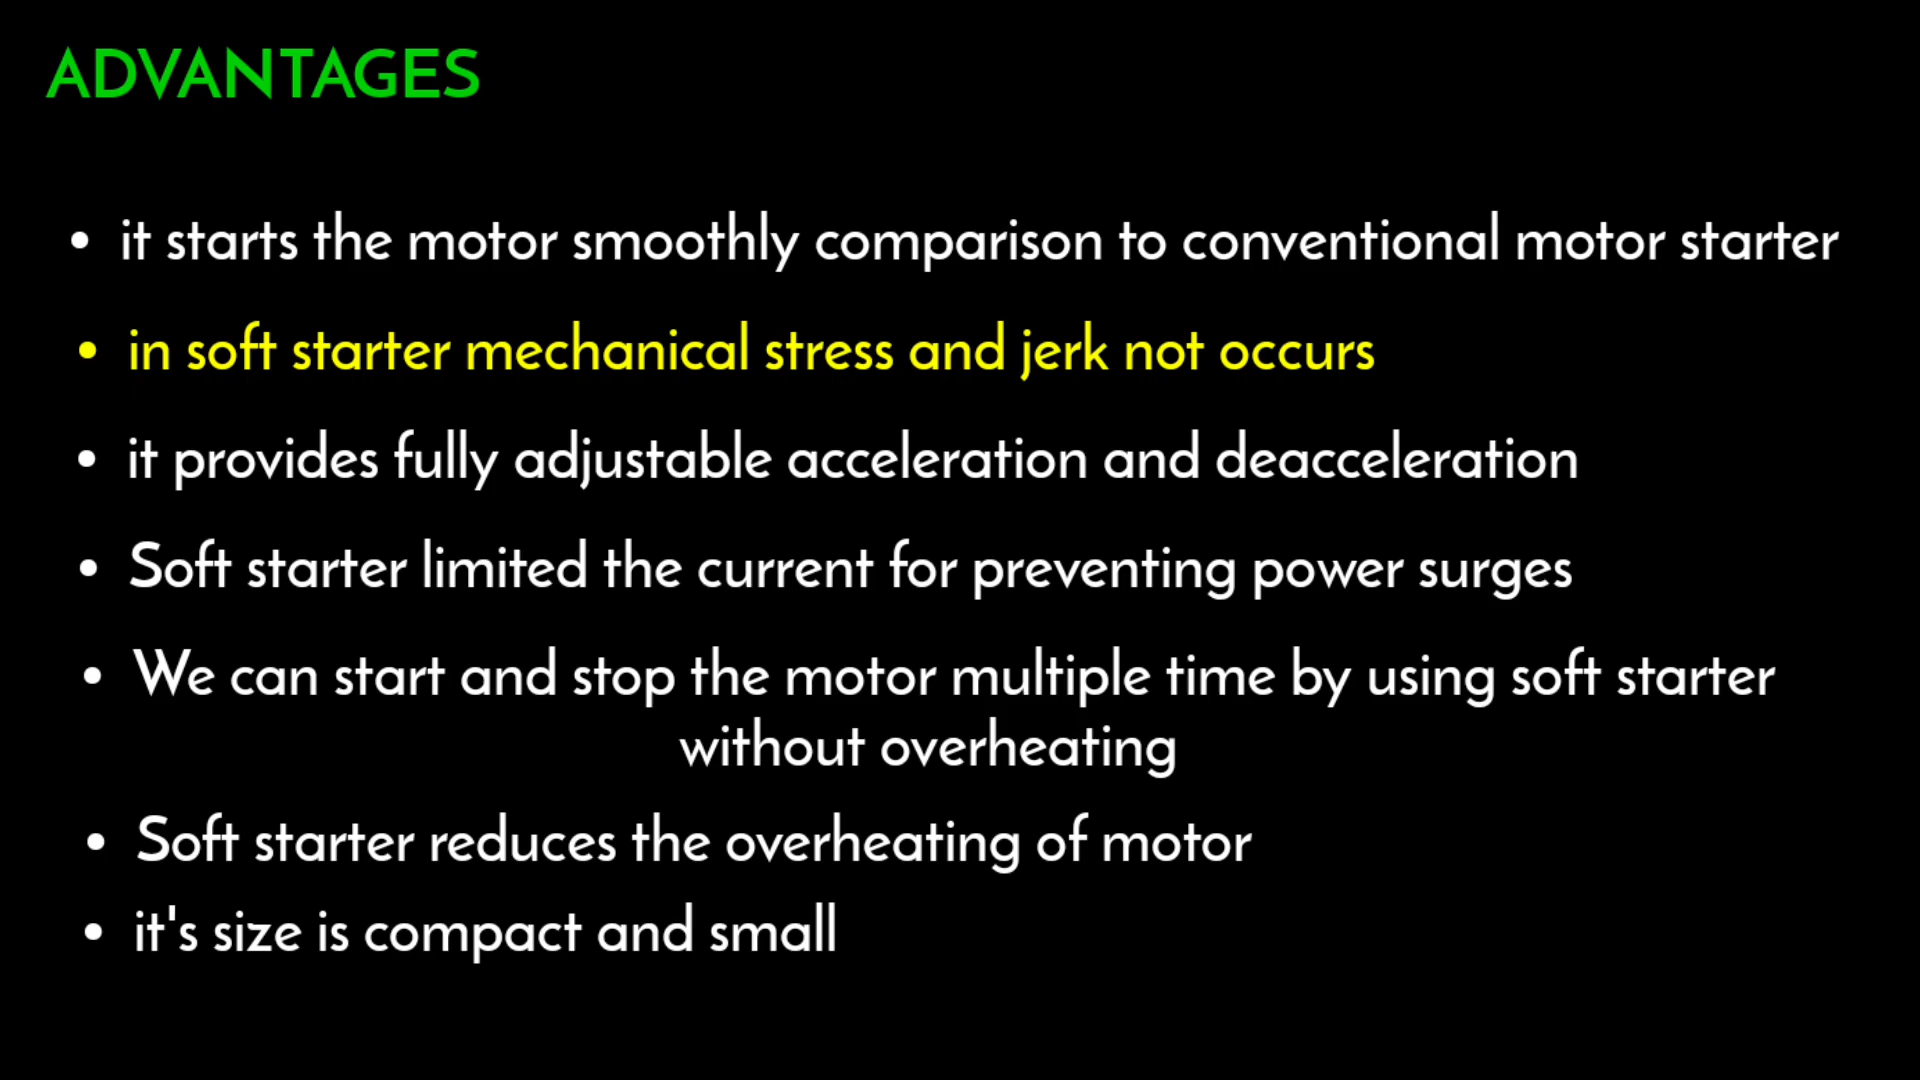 ADVANTAGES
• it starts the motor smoothly comparison to conventional motor starter
• in soft starter mechanical stress and jerk not occurs
• it provides fully adjustable acceleration and deacceleration
• Soft starter limited the current for preventing power surges
• We can start and stop the motor multiple time by using soft starter
without overheating
• Soft starter reduces the overheating of motor
• it's size is compact and small